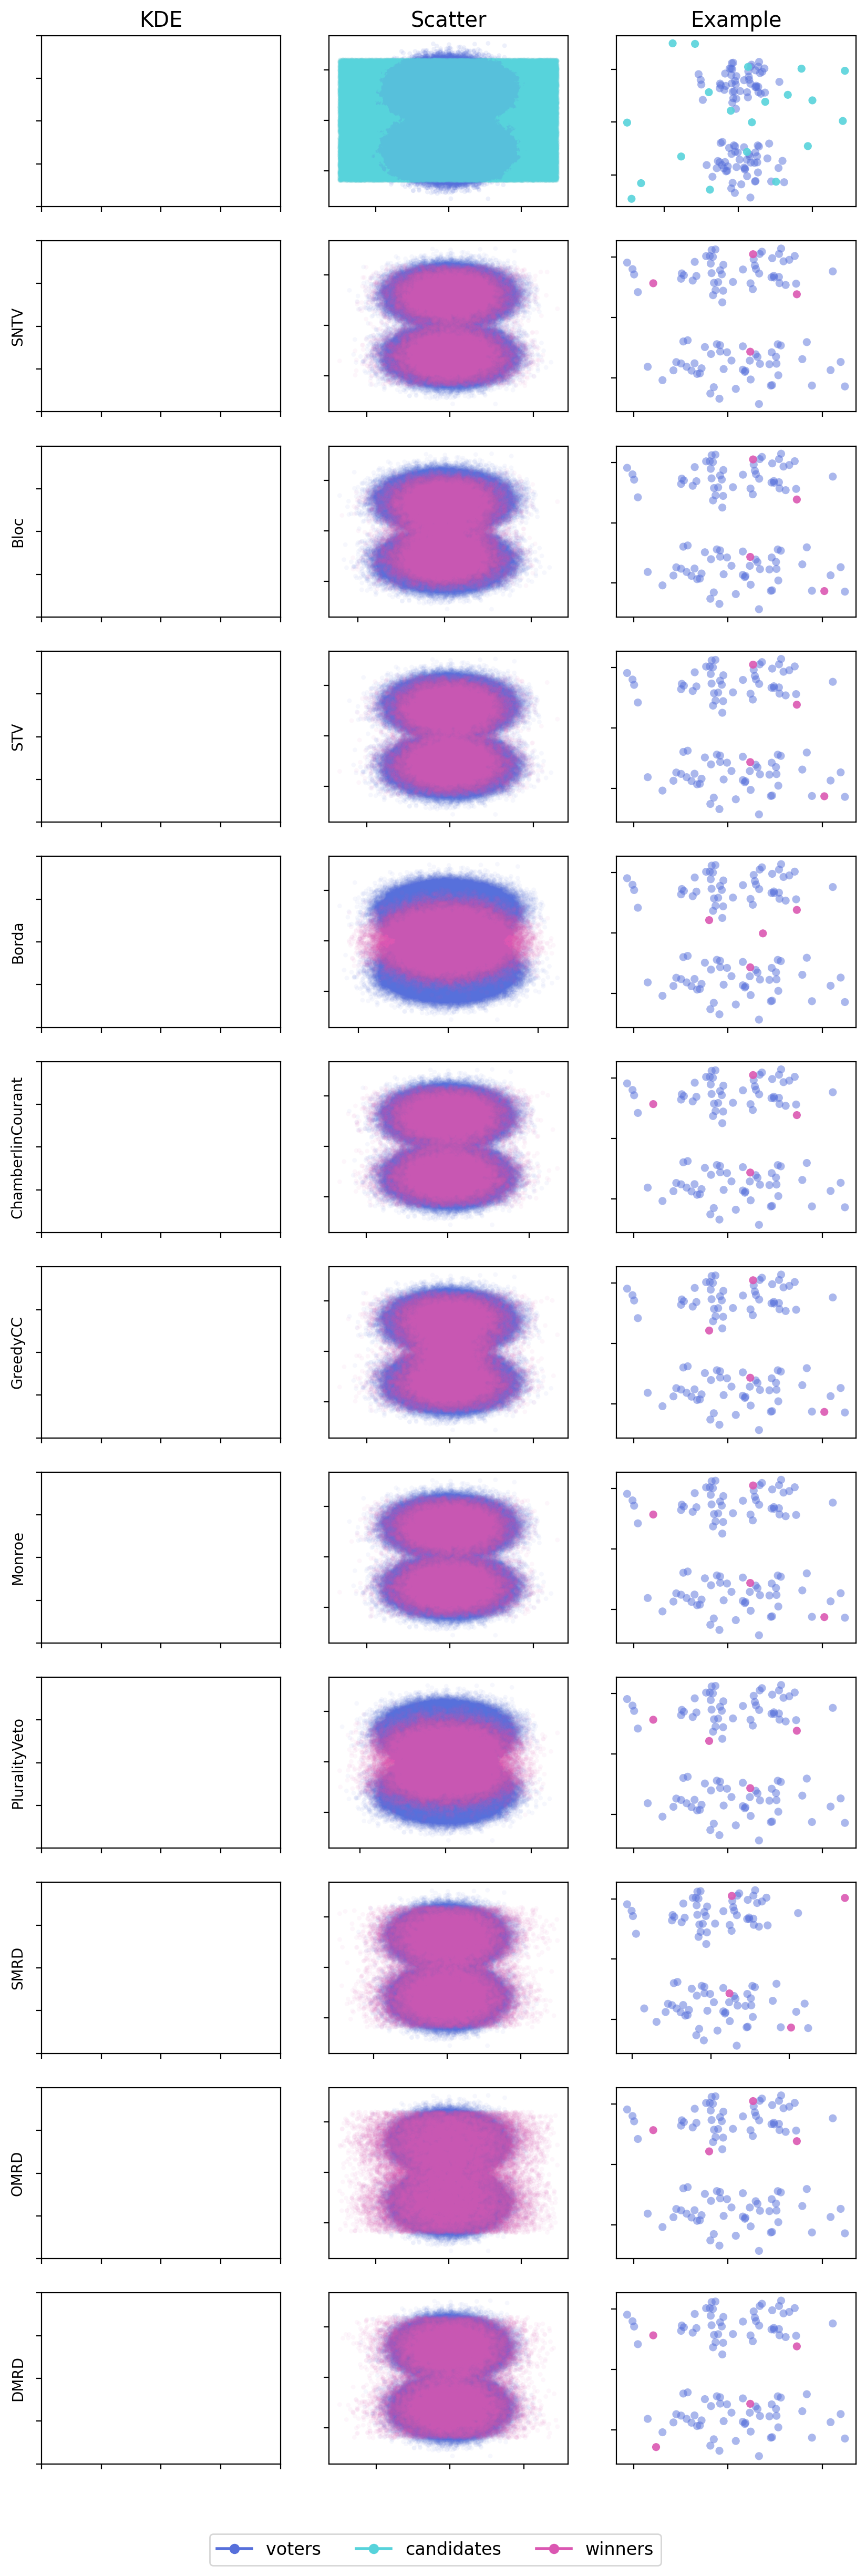 KDE Scatter Example
SNTV
Bloc
STV
Borda
ChamberlinCourant
GreedyCC
Monroe
PluralityVeto
SMRD
OMRD
DMRD
voters candidates winners